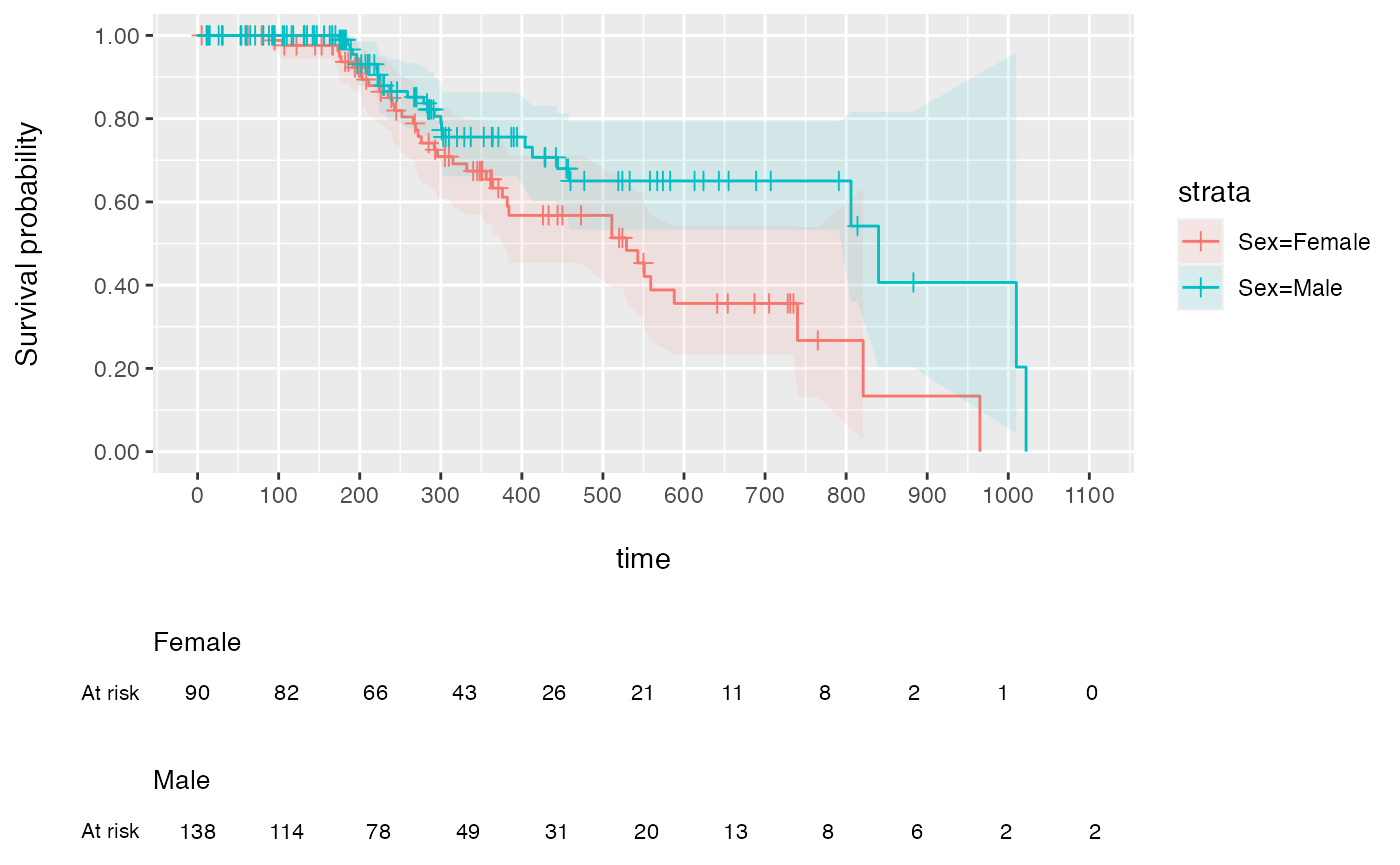 Survival probability
1.00
0.80
0.60
0.40
0.20
0.00
0 100 200 300 400 500 600 700 800 900 1000 1100
time
strata
Sex=Female
Sex=Male
Female
At risk 90 82 66 43 26 21 11 8 2 1 0
Male
At risk 138 114 78 49 31 20 13 8 6 2 2